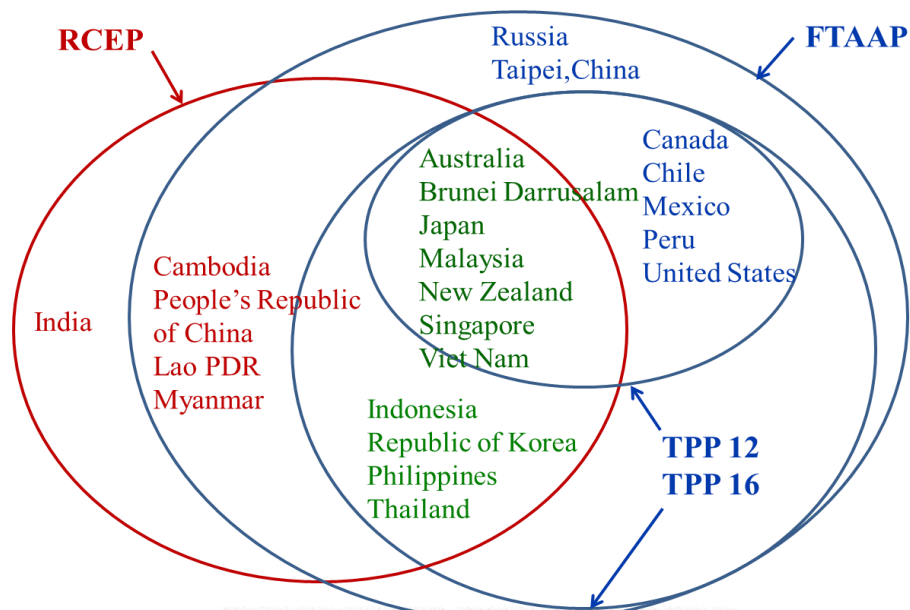 RCEP
FTAAP
Russia
Taipei,China
Canada
Chile
Mexico
Peru
United States
Australia
Brunei Darrusalam
Japan
Malaysia
New Zealand
Singapore
Viet Nam
Cambodia
People’s Republic
of China
Lao PDR
Myanmar
India
Indonesia
Republic of Korea
Philippines
Thailand
TPP 12
TPP 16